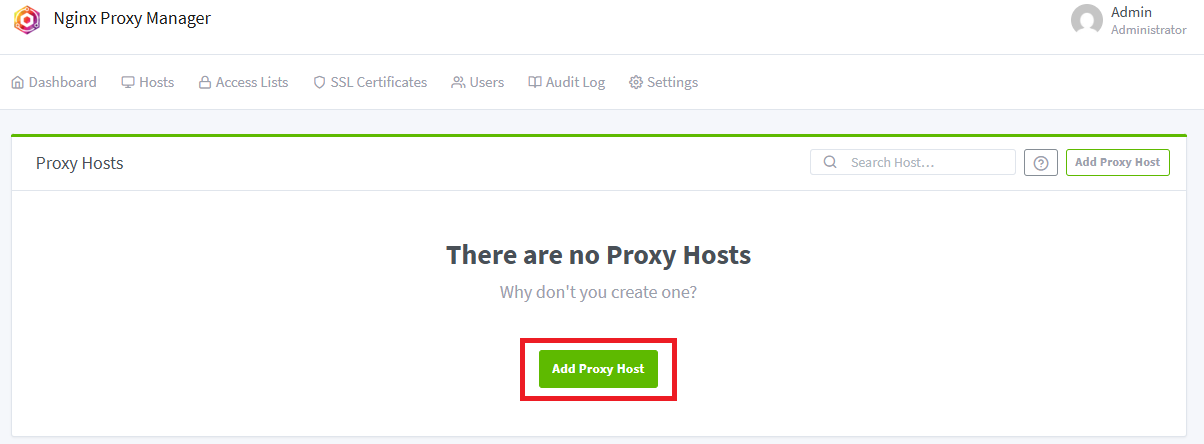 Nginx Proxy Manager
Admin
Administrator
Dashboard Hosts Access Lists SSL Certificates Users Audit Log Settings
Proxy Hosts
Search Host...
Add Proxy Host
There are no Proxy Hosts
Why don't you create one?
Add Proxy Host